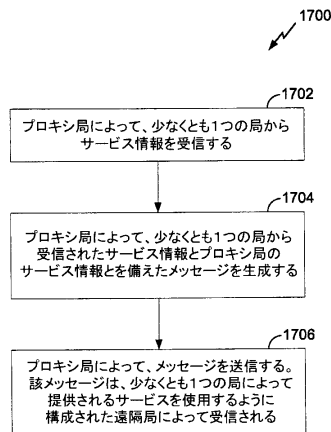 1700
1702
プロキシ局によって、少なくとも1つの局から
サービス情報を受信する
1704
プロキシ局によって、少なくとも1つの局から
受信されたサービス情報とプロキシ局の
サービス情報とを備えたメッセージを生成する
1706
プロキシ局によって、メッセージを送信する。
該メッセージは、少なくとも1つの局によって
提供されるサービスを使用するように
構成された遠隔局によって受信される